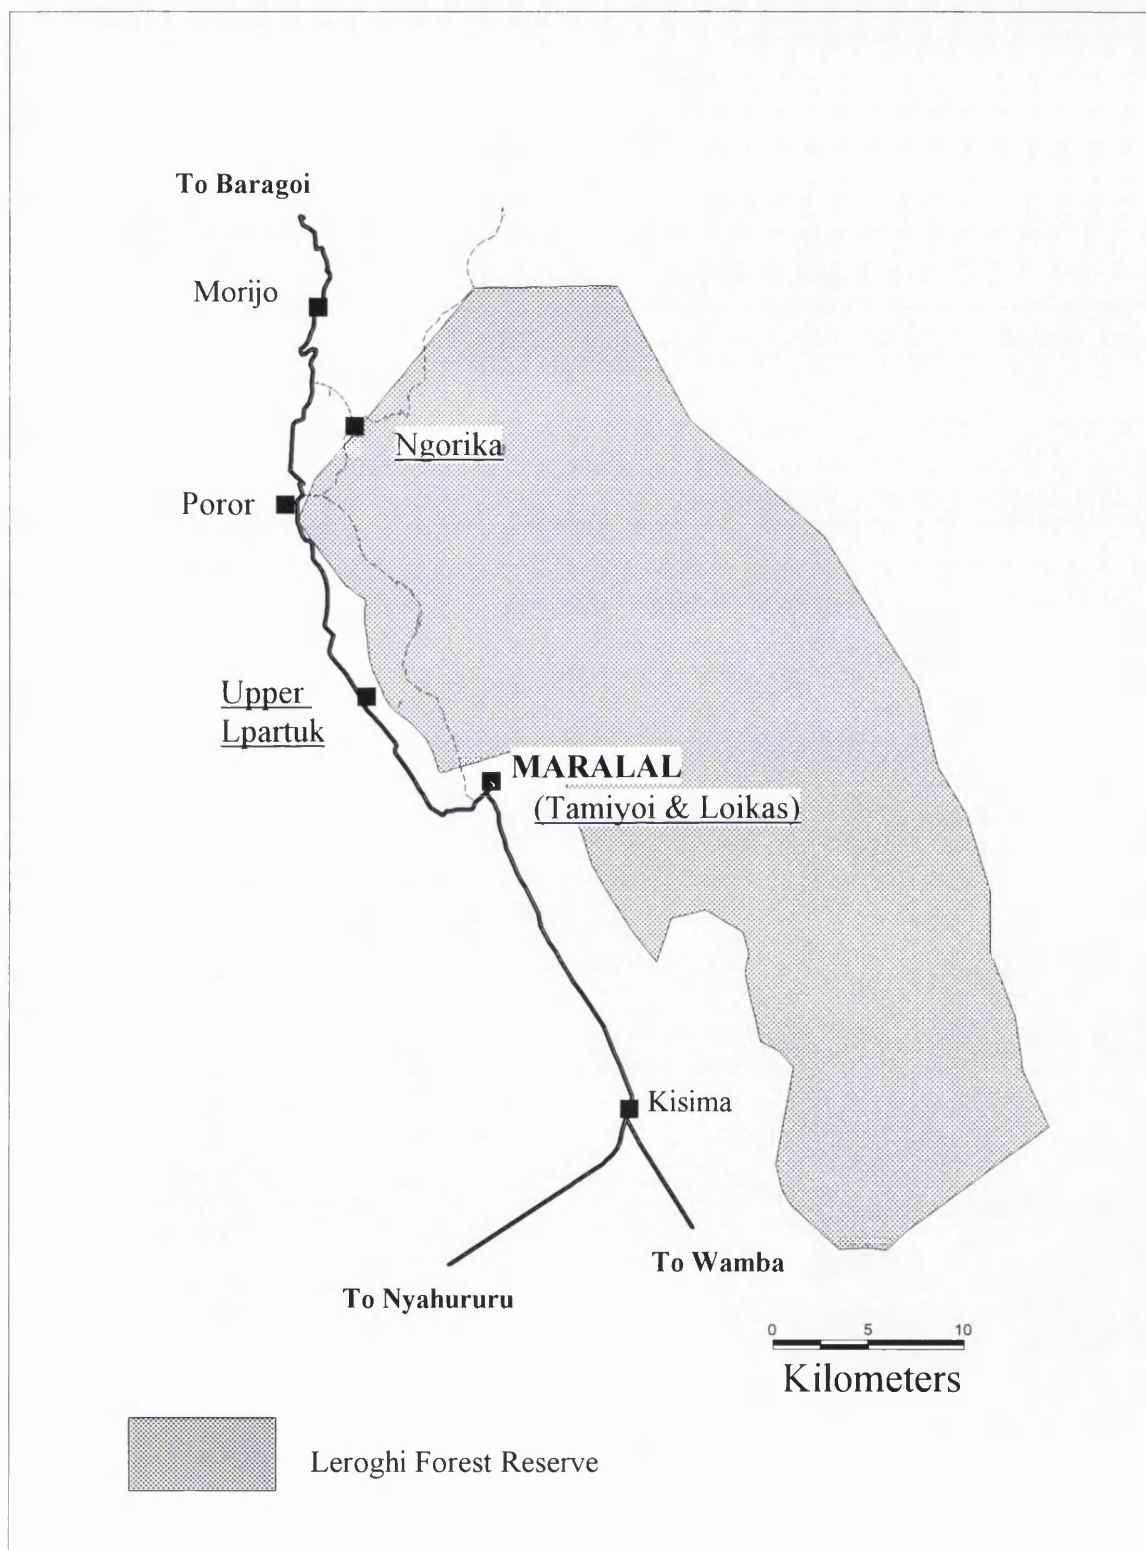 To Baragoi
Morijo
Ngorika
Poror
Upper
Lpartuk
MARALAL
(Tamiyoi & Loikas)
Kisima
To Wamba
To Nyahururu
0 5 10
Kilometers
Leroghi Forest Reserve